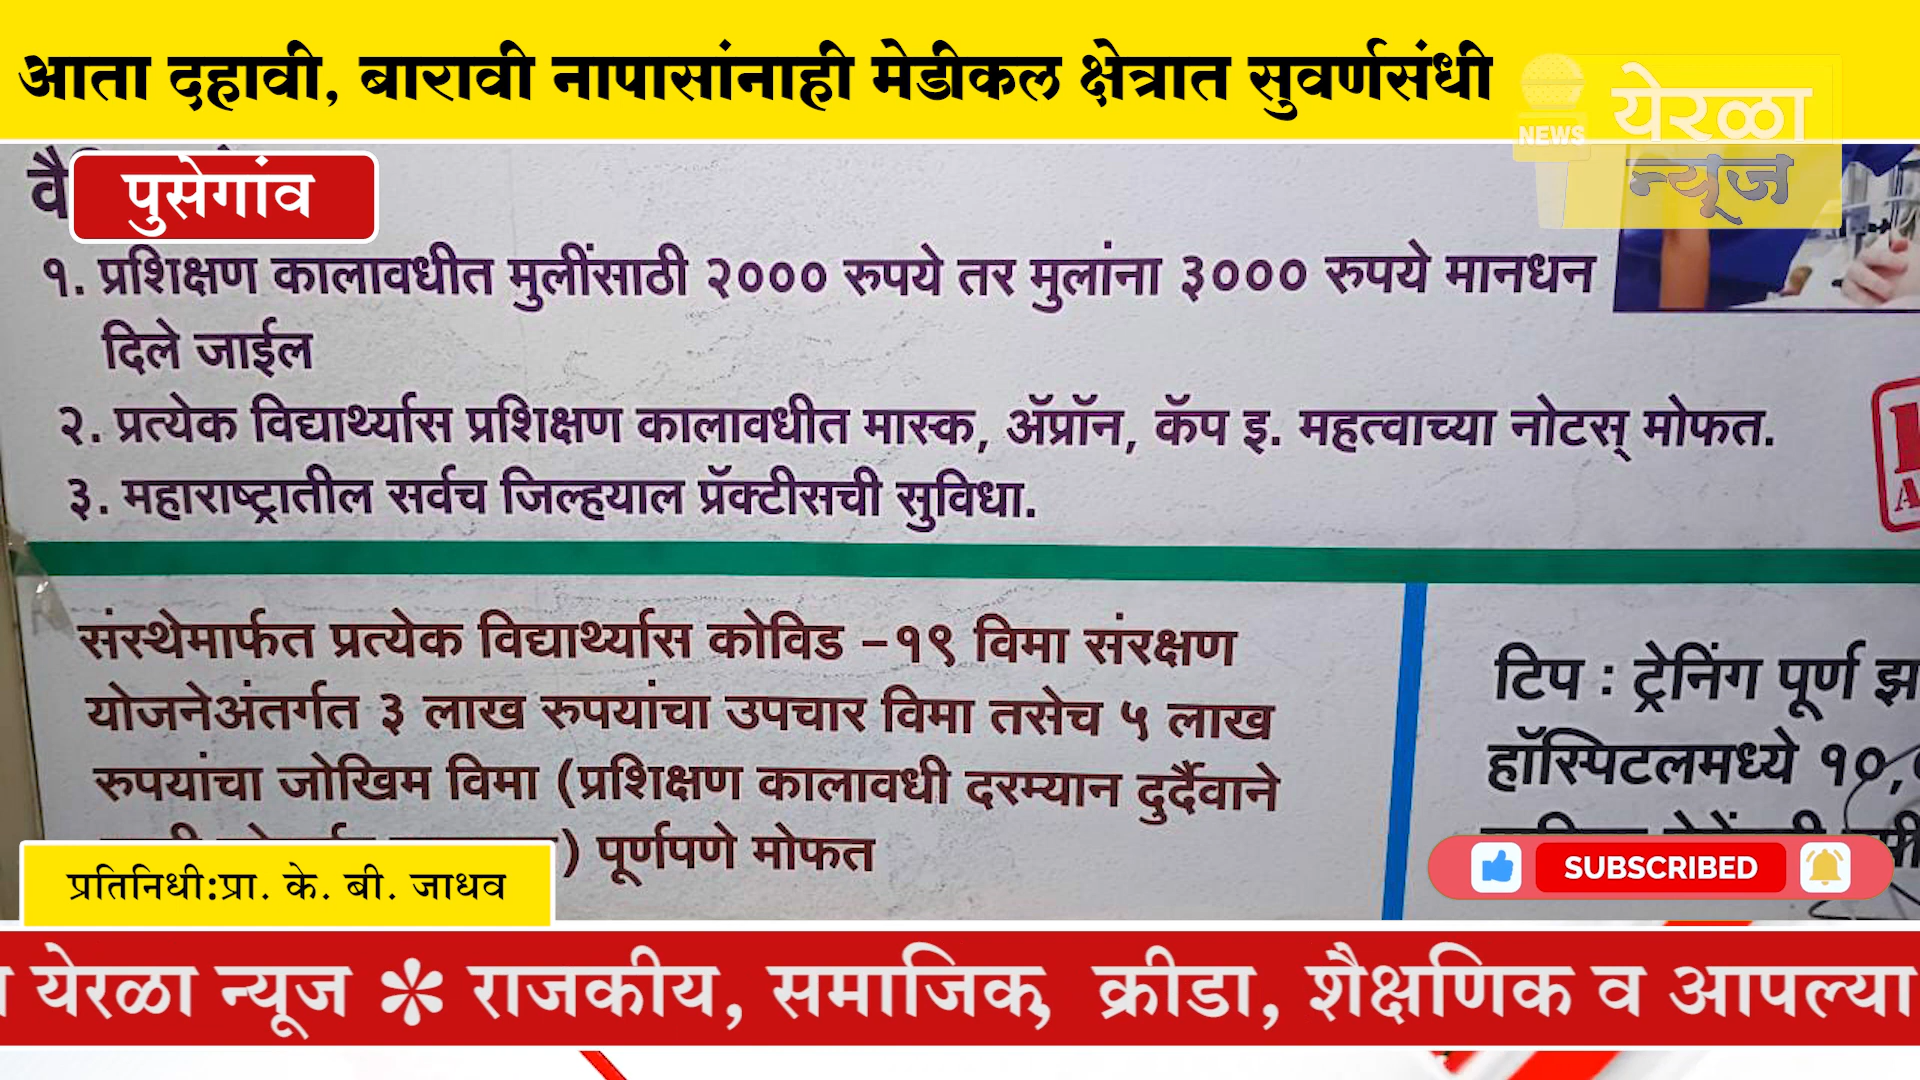 आता दहावी, बारावी नापासांनाही मेडीकल क्षेत्रात सुवर्णसंधी
NEWS
येरळा
न्यूज
पुसेगांव
१. प्रशिक्षण कालावधीत मुलींसाठी २००० रुपये तर मुलांना ३००० रुपये मानधन
दिले जाईल
२. प्रत्येक विद्यार्थ्यास प्रशिक्षण कालावधीत मास्क, ॲप्रॉन, कॅप इ. महत्वाच्या नोटस् मोफत.
३. महाराष्ट्रातील सर्वच जिल्हयाल प्रॅक्टीसची सुविधा.
संस्थेमार्फत प्रत्येक विद्यार्थ्यास कोविड -१९ विमा संरक्षण
योजनेअंतर्गत ३ लाख रुपयांचा उपचार विमा तसेच ५ लाख
रुपयांचा जोखिम विमा (प्रशिक्षण कालावधी दरम्यान दुर्दैवाने
) पूर्णपणे मोफत
टिप : ट्रेनिंग पूर्ण
हॉस्पिटलमध्ये १०,
SUBSCRIBED
प्रतिनिधी:प्रा. के. बी. जाधव
येरळा न्यूज * राजकीय, समाजिक, क्रीडा, शैक्षणिक व आपल्या